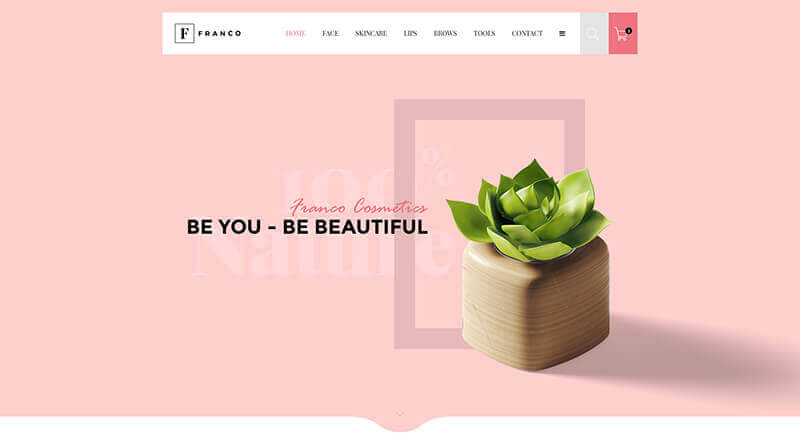 F FRANCO HOME FACE SKINCARE LIPS BROWS TOOLS CONTACT 0
100%
Franco Cosmetics
BE YOU - BE BEAUTIFUL
Nature